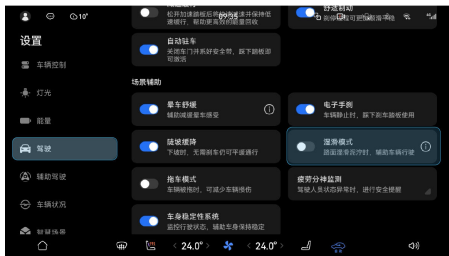 10°
09:35
设置
松开加速踏板后
速并保持低
速缓行，帮助更高效的能量回收
舒适制动
自动驻车
关闭车门并系好安全带，踩下踏板即
可激活
车辆控制
灯光
能量
驾驶
辅助驾驶
车辆状况
场景辅助
晕车舒缓
辅助减缓晕车感受
电子手刹
车辆静止时，踩下刹车踏板使用
陡坡缓降
下坡时，无需刹车仍可平缓通行
湿滑模式
路面湿滑泥泞时，辅助车辆行驶
拖车模式
车辆被拖时，可减少车辆损伤
疲劳分神监测
驾驶人员状态异常时，进行安全提醒
车身稳定性系统
监控行驶状态，辅助车身保持稳定
24.0°
24.0°